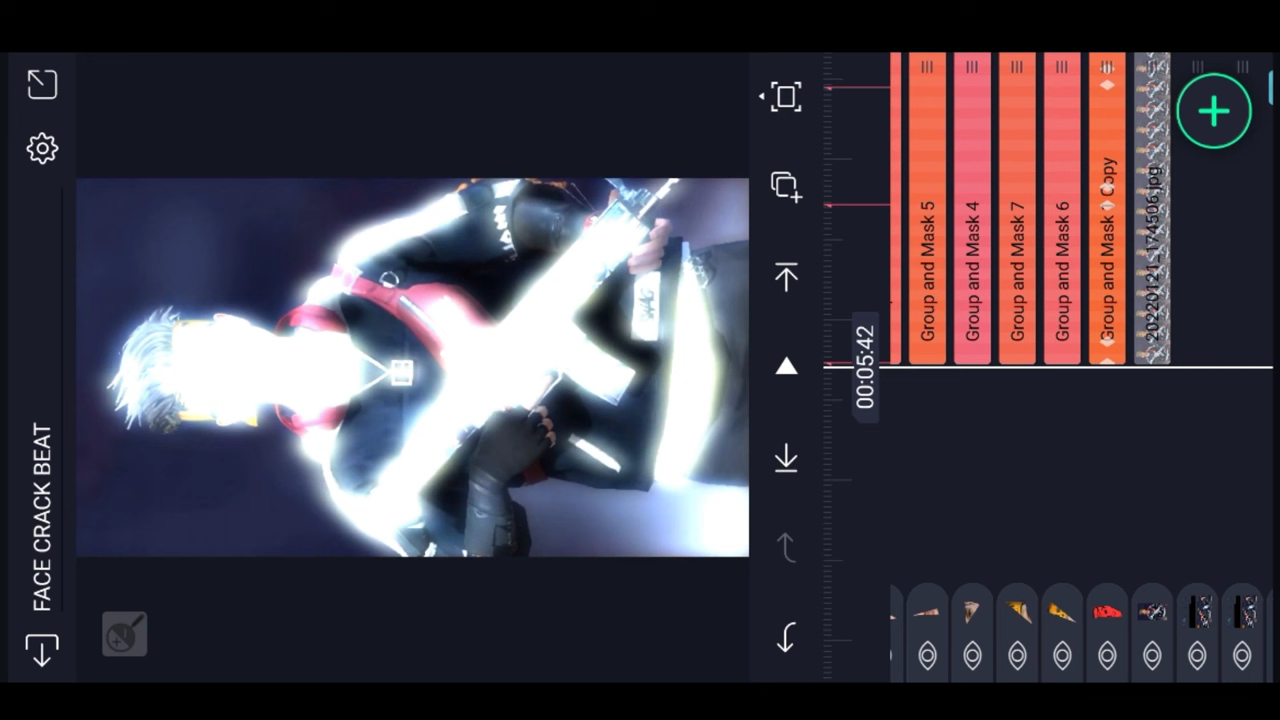 FACE CRACK BEAT
00:05:42
Group and Mask 5
Group and Mask 4
Group and Mask 7
Group and Mask 6
Group and Mask Copy
20220121_174506.jpg